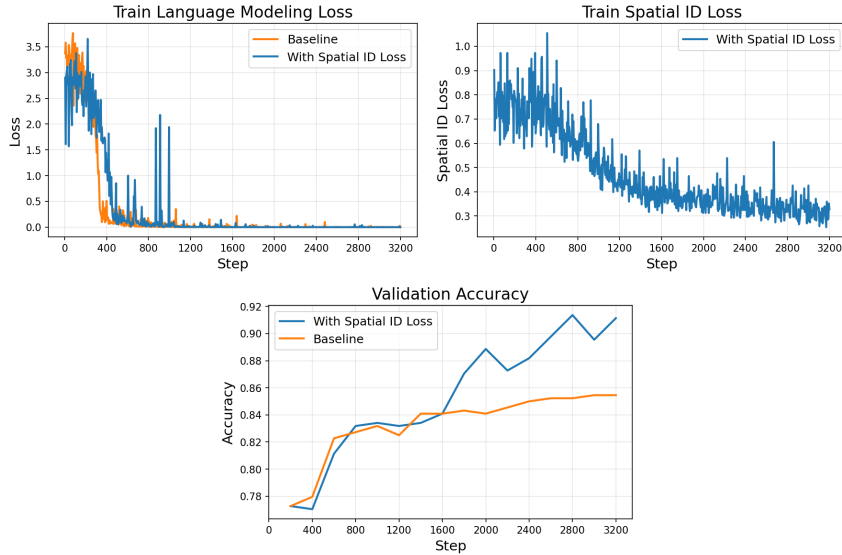 Train Language Modeling Loss
Loss
3.5
3.0
2.5
2.0
1.5
1.0
0.5
0.0
Baseline
With Spatial ID Loss
0 400 800 1200 1600 2000 2400 2800 3200
Step
Train Spatial ID Loss
Spatial ID Loss
1.0
0.9
0.8
0.7
0.6
0.5
0.4
0.3
With Spatial ID Loss
0 400 800 1200 1600 2000 2400 2800 3200
Step
Validation Accuracy
Accuracy
0.92
0.90
0.88
0.86
0.84
0.82
0.80
0.78
With Spatial ID Loss
Baseline
0 400 800 1200 1600 2000 2400 2800 3200
Step